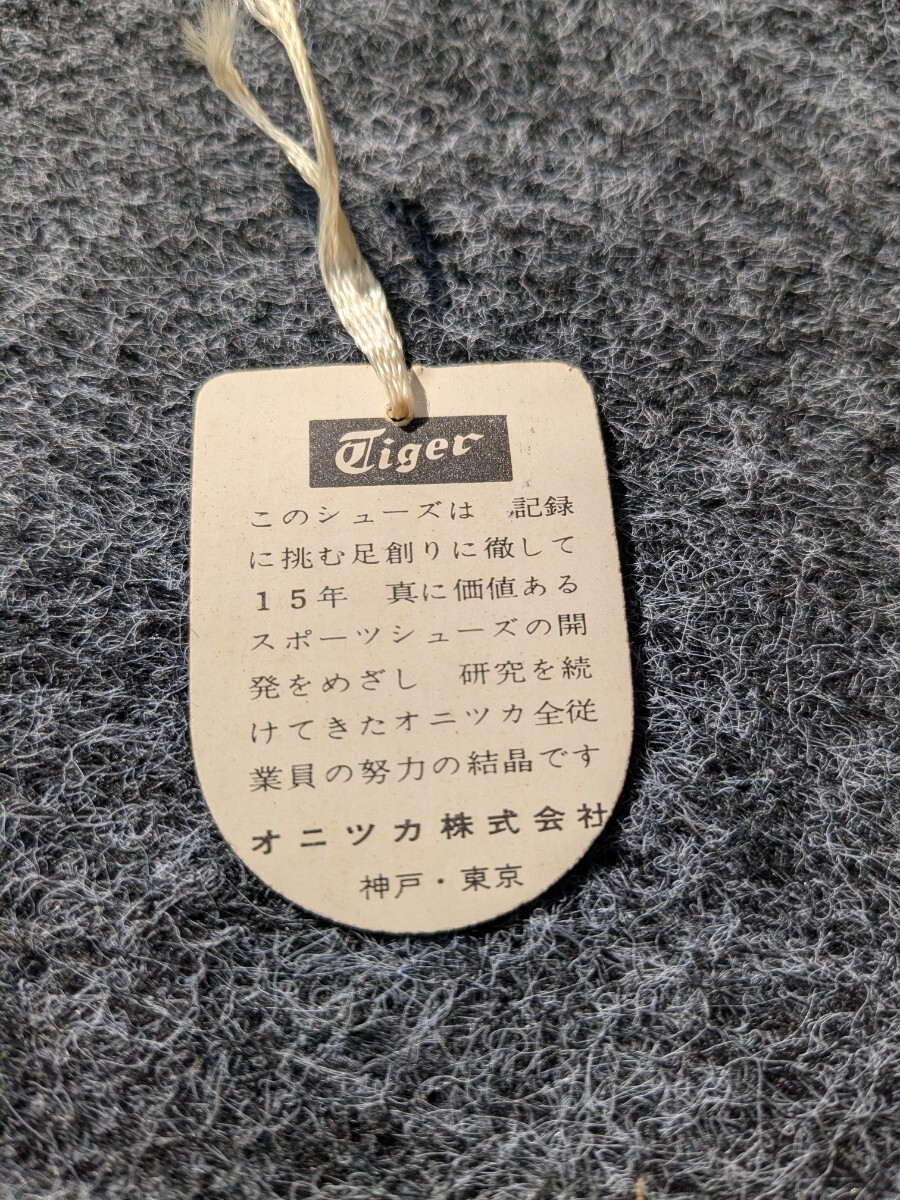 Tiger
このシューズは　記録
に挑む足創りに徹して
１５年　真に価値ある
スポーツシューズの開
発をめざし　研究を続
けてきたオニツカ全従
業員の努力の結晶です
オニツカ株式会社
神戸・東京